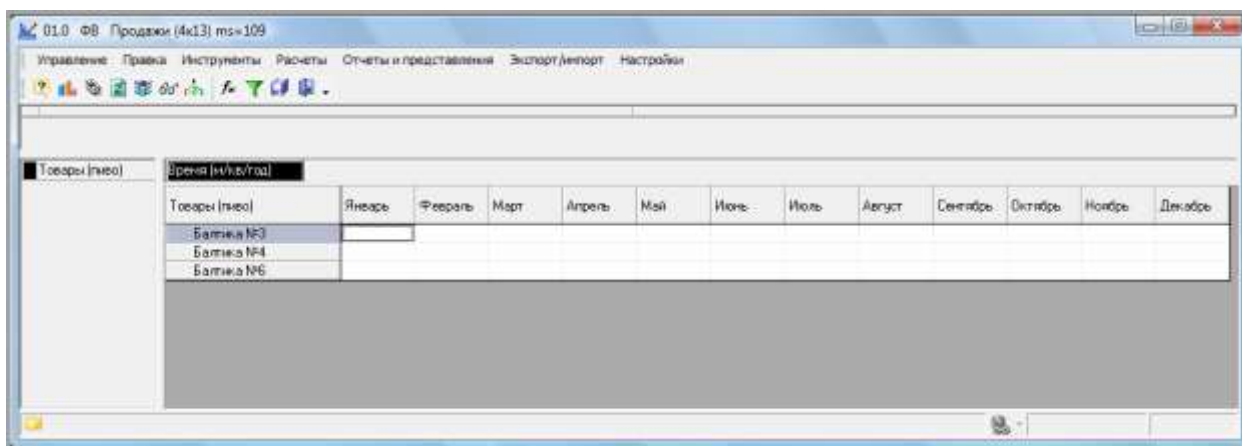 01.0 ФВ Продажи (4x13) ms=109
Управление Правка Инструменты Расчеты Отчеты и представления Экспорт/импорт Настройки
Товары (пиво) Время (м/кв/год)
Товары (пиво) Январь Февраль Март Апрель Май Июнь Июль Август Сентябрь Октябрь Ноябрь Декабрь
Балтика №3
Балтика №4
Балтика №6